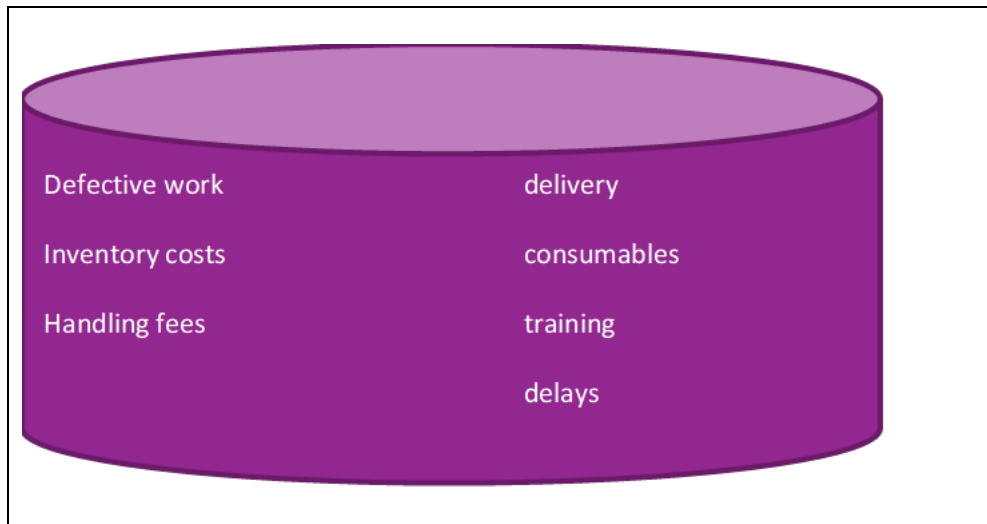 Defective work
delivery
Inventory costs
consumables
Handling fees
training
delays